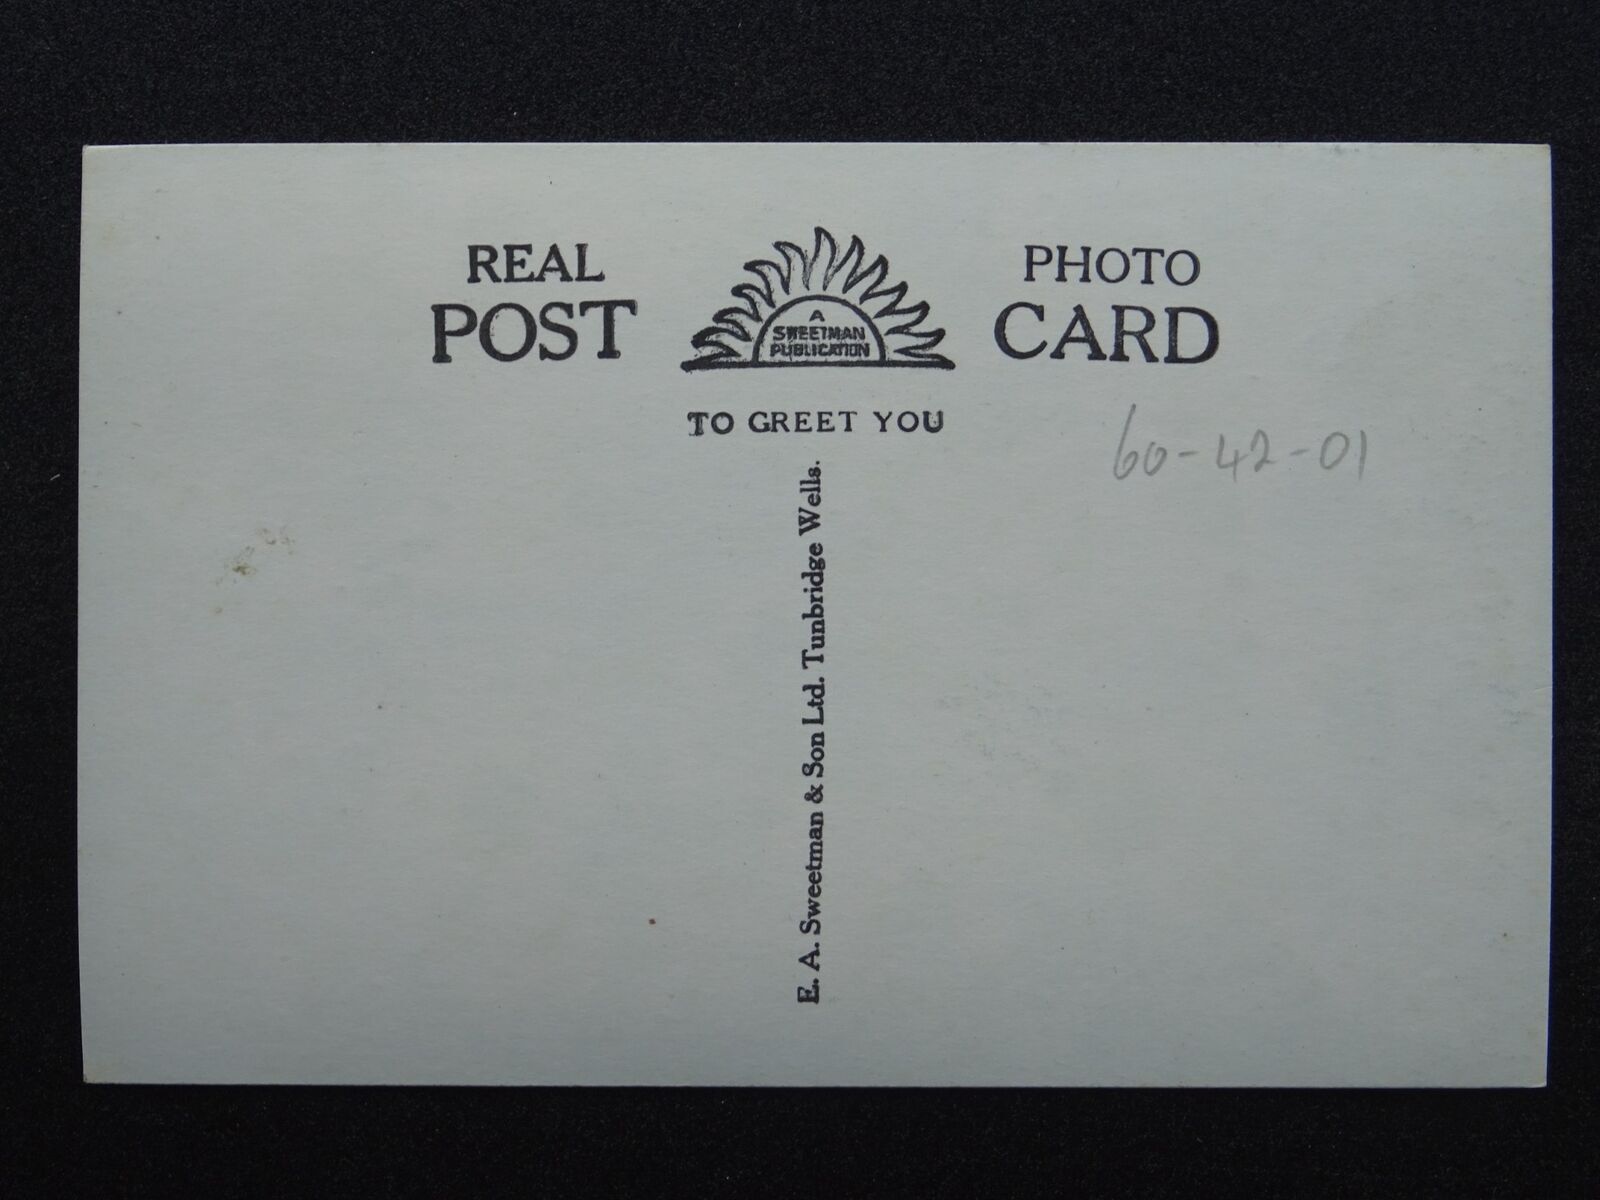 REAL PHOTO
POST CARD
A
SWEETMAN
PUBLICATION
TO GREET YOU
60-42-01
E. A. Sweetman & Son Ltd. Tunbridge Wells.